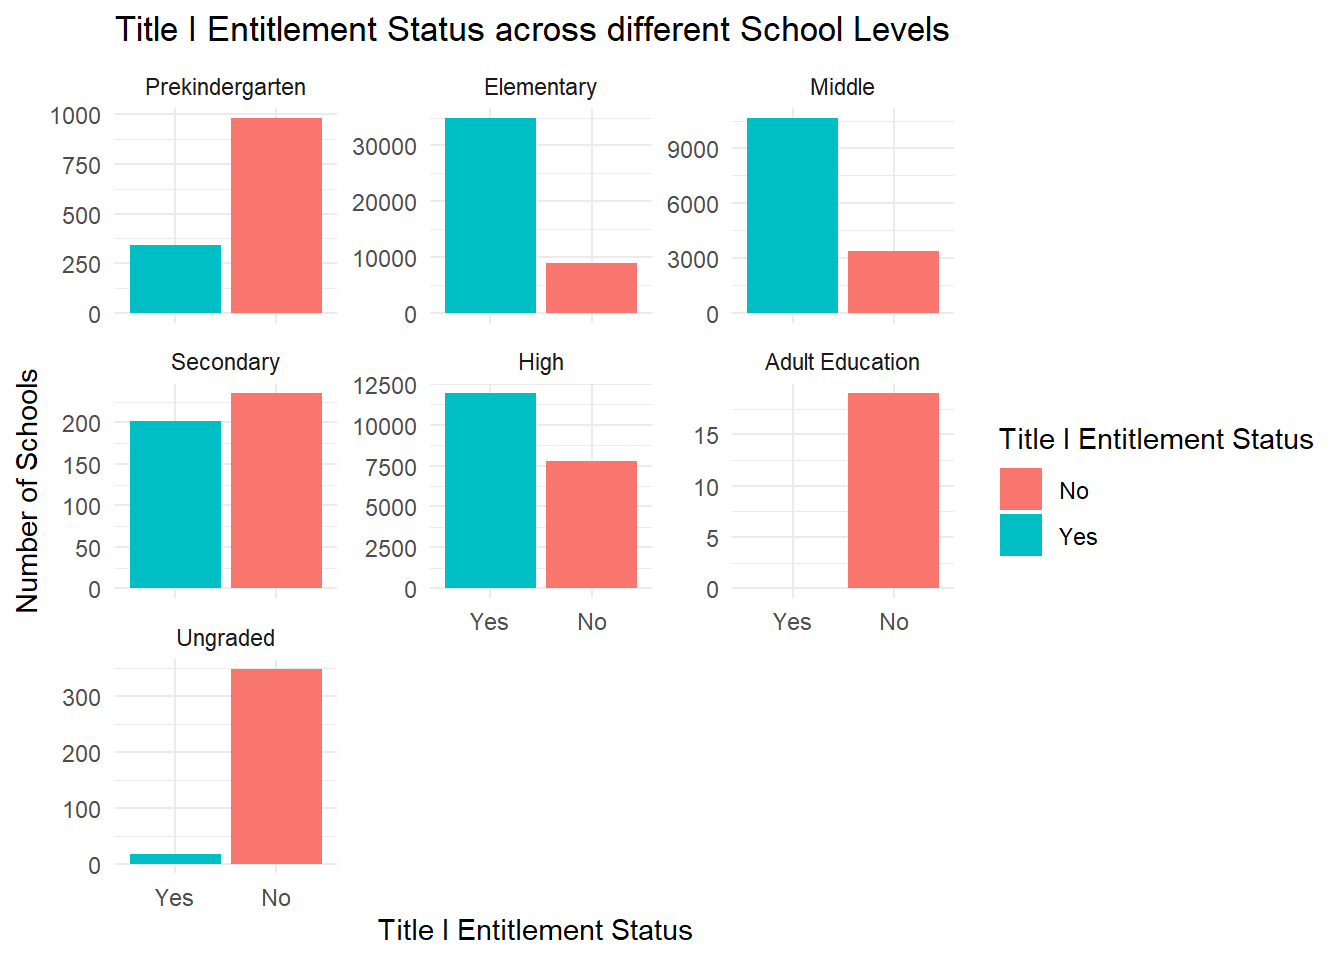 Title I Entitlement Status across different School Levels
Prekindergarten
1000
750
500
250
0
Elementary
30000
20000
10000
0
Middle
9000
6000
3000
0
Number of Schools
Secondary
200
150
100
50
0
High
12500
10000
7500
5000
2500
0
Yes No
Adult Education
15
10
5
0
Yes No
Ungraded
300
200
100
0
Yes No
Title I Entitlement Status
Title I Entitlement Status
No
Yes